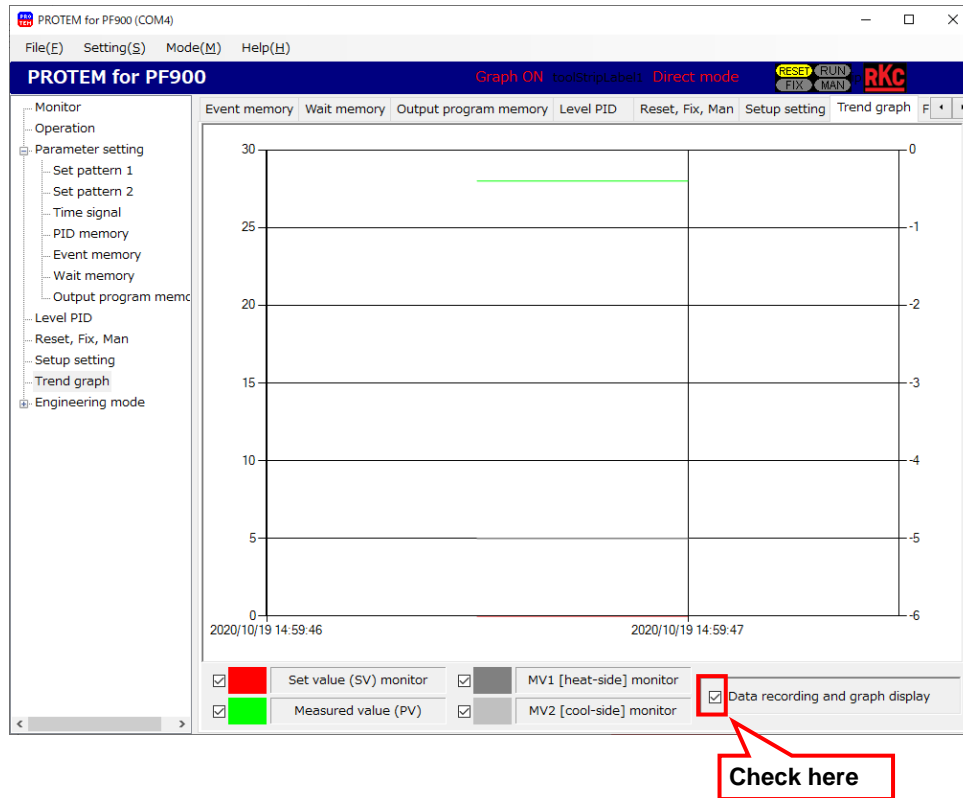 PROTEM for PF900 (COM4)
File(F) Setting(S) Mode(M) Help(H)
PROTEM for PF900 Graph ON toolStripLabel1 Direct mode RESET RUN FIX MAN RKC
Monitor
Operation
Parameter setting
Set pattern 1
Set pattern 2
Time signal
PID memory
Event memory
Wait memory
Output program memo
Level PID
Reset, Fix, Man
Setup setting
Trend graph
Engineering mode
Event memory Wait memory Output program memory Level PID Reset, Fix, Man Setup setting Trend graph F
30 0
25 -1
20 -2
15 -3
10 -4
5 -5
0 -6
2020/10/19 14:59:46 2020/10/19 14:59:47
Set value (SV) monitor MV1 [heat-side] monitor
Measured value (PV) MV2 [cool-side] monitor
Data recording and graph display
Check here